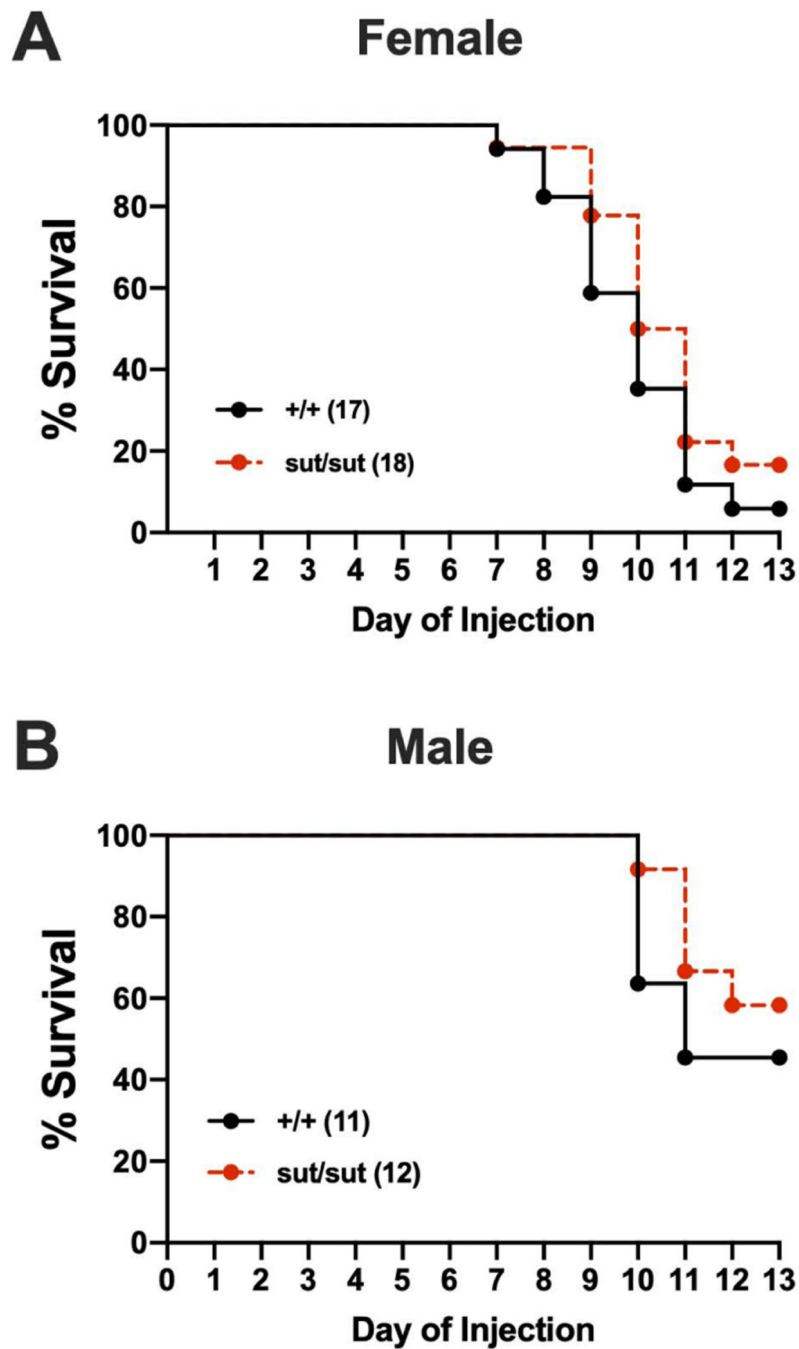 A Female
100
80
60
40
20
0
% Survival
+/+ (17)
sut/sut (18)
1 2 3 4 5 6 7 8 9 10 11 12 13
Day of Injection
B Male
100
80
60
40
20
0
% Survival
+/+ (11)
sut/sut (12)
0 1 2 3 4 5 6 7 8 9 10 11 12 13
Day of Injection